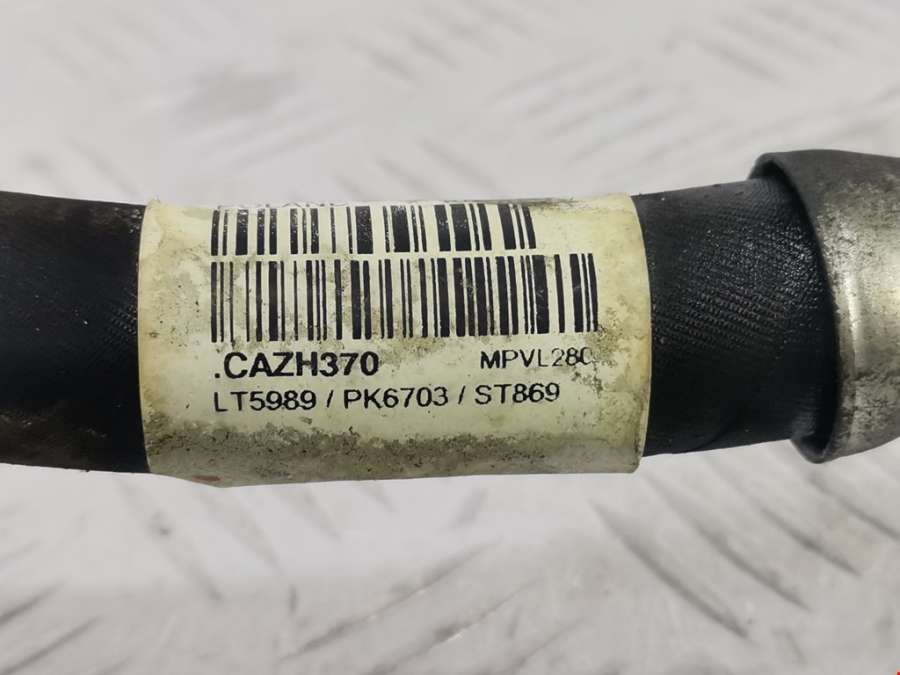 .CAZH370 MPVL280
LT5989 / PK6703 / ST869